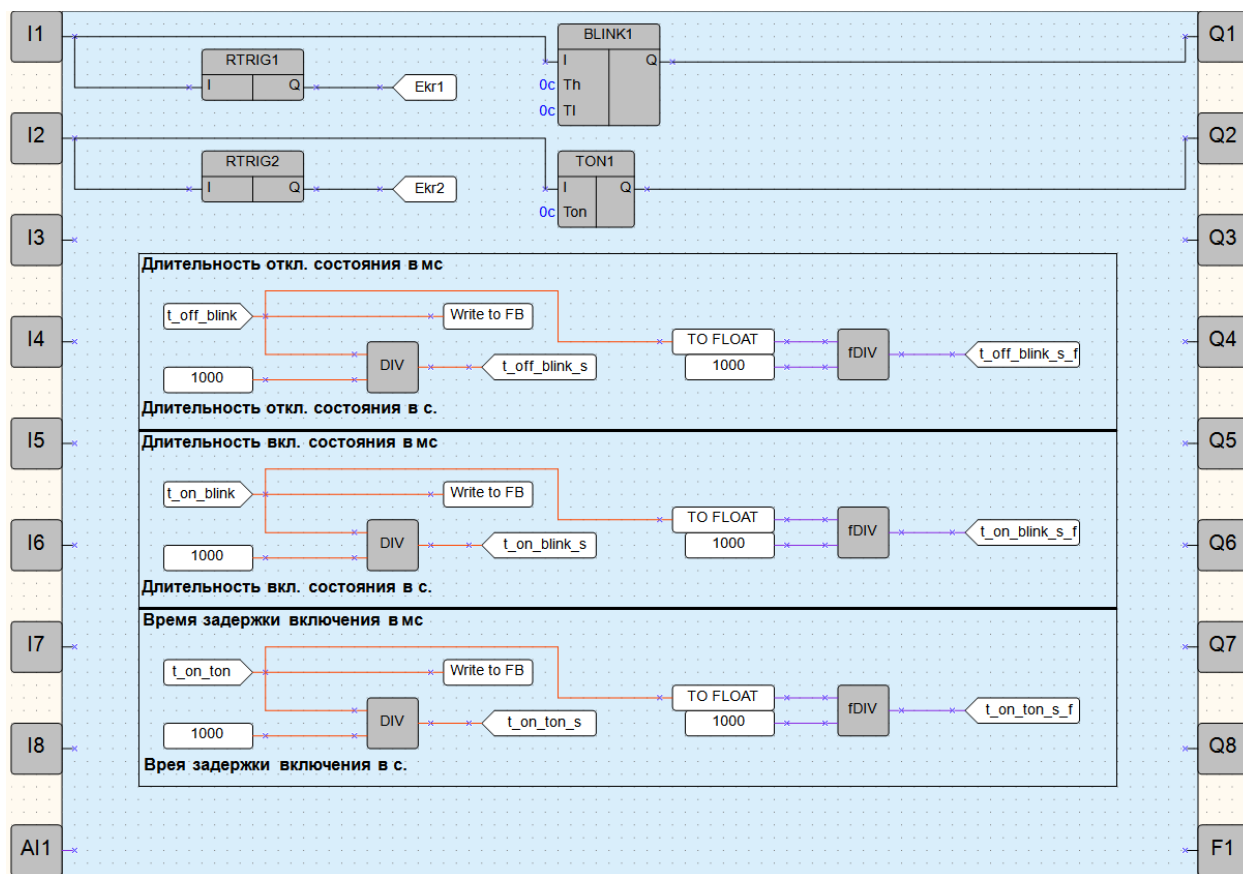 I1
BLINK1
Q1
RTRIG1
I Q
Ekr1
I Q
0с Th
0с Tl
I2
Q2
RTRIG2
I Q
Ekr2
TON1
I Q
0с Ton
I3
Q3
Длительность откл. состояния в мс
t_off_blink
Write to FB
I4
Q4
TO FLOAT
1000
fDIV
t_off_blink_s_f
DIV
t_off_blink_s
1000
Длительность откл. состояния в с.
I5
Q5
Длительность вкл. состояния в мс
t_on_blink
Write to FB
TO FLOAT
1000
fDIV
t_on_blink_s_f
I6
Q6
DIV
t_on_blink_s
1000
Длительность вкл. состояния в с.
Время задержки включения в мс
I7
Q7
t_on_ton
Write to FB
TO FLOAT
1000
fDIV
t_on_ton_s_f
DIV
t_on_ton_s
1000
I8
Q8
Врея задержки включения в с.
AI1
F1